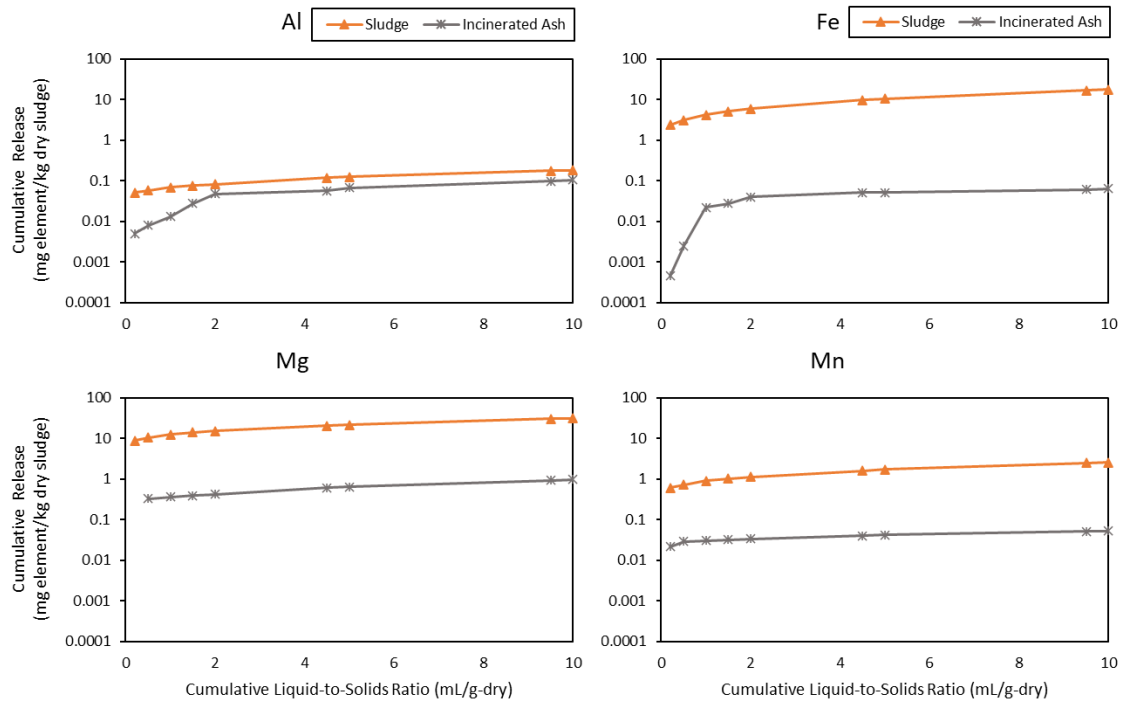 Al
Sludge Incinerated Ash
Fe
Sludge Incinerated Ash
Cumulative Release
(mg element/kg dry sludge)
100
10
1
0.1
0.01
0.001
0.0001
0 2 4 6 8 10
100
10
1
0.1
0.01
0.001
0.0001
0 2 4 6 8 10
Mg
Mn
Cumulative Release
(mg element/kg dry sludge)
100
10
1
0.1
0.01
0.001
0.0001
0 2 4 6 8 10
Cumulative Liquid-to-Solids Ratio (mL/g-dry)
100
10
1
0.1
0.01
0.001
0.0001
0 2 4 6 8 10
Cumulative Liquid-to-Solids Ratio (mL/g-dry)